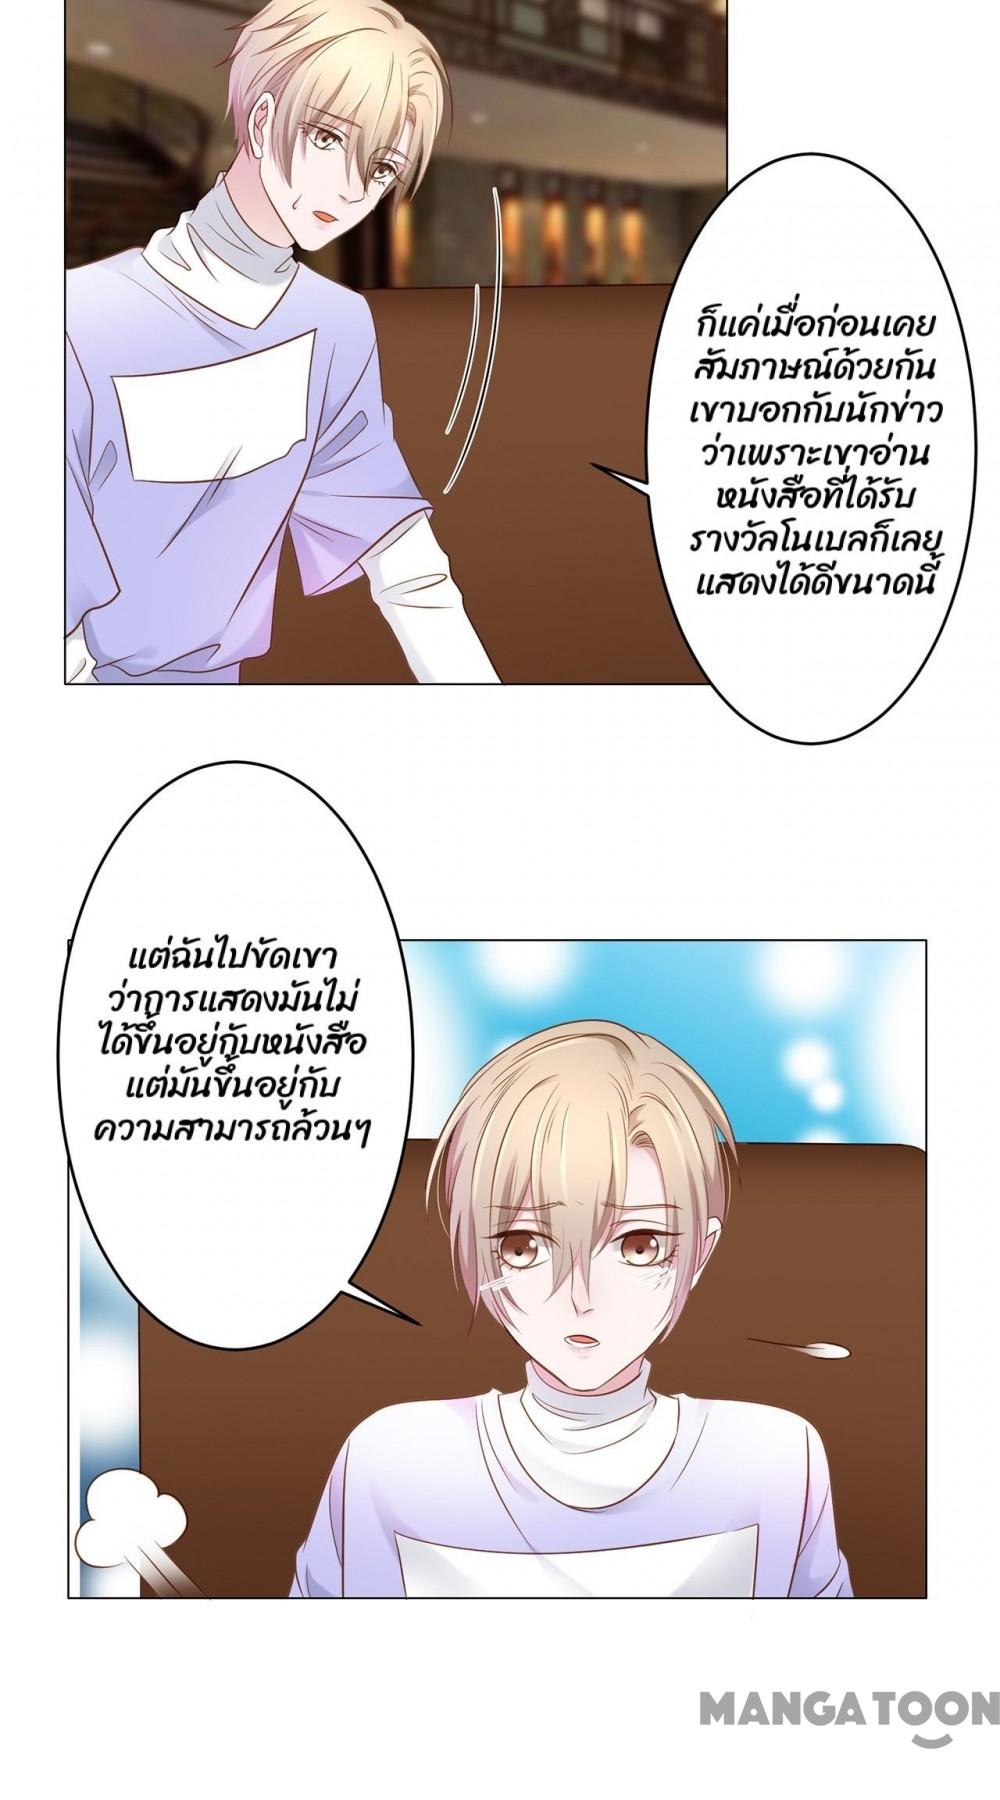 ก็แค่เมื่อก่อนเคย
สัมภาษณ์ด้วยกัน
เขาบอกกับนักข่าว
ว่าเพราะเขาอ่าน
หนังสือที่ได้รับ
รางวัลโนเบลก็เลย
แสดงได้ดีขนาดนี้
แต่ฉันไปขัดเขา
ว่าการแสดงมันไม่
ได้ขึ้นอยู่กับหนังสือ
แต่มันขึ้นอยู่กับ
ความสามารถล้วนๆ
MANGATOON